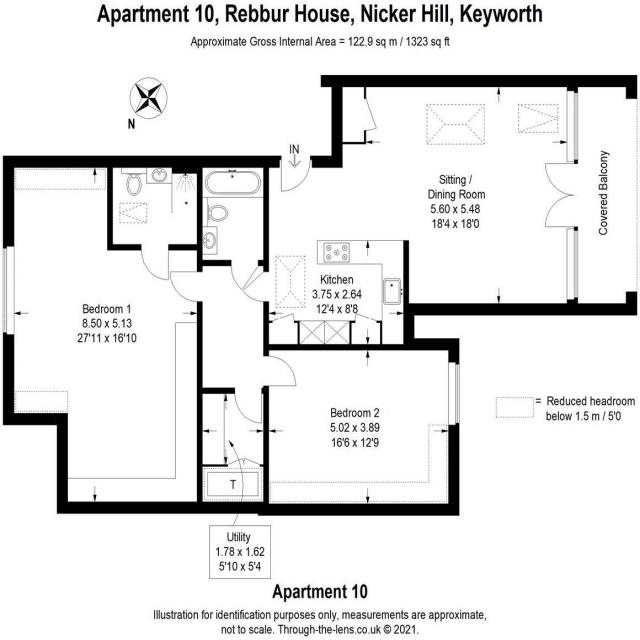 Apartment 10, Rebbur House, Nicker Hill, Keyworth
Approximate Gross Internal Area = 122.9 sq m / 1323 sq ft
N
IN
Sitting /
Dining Room
5.60 x 5.48
18'4 x 18'0
Covered Balcony
Kitchen
3.75 x 2.64
12'4 x 8'8
Bedroom 1
8.50 x 5.13
27'11 x 16'10
Bedroom 2
5.02 x 3.89
16'6 x 12'9
= Reduced headroom
below 1.5 m / 5'0
T
Utility
1.78 x 1.62
5'10 x 5'4
Apartment 10
Illustration for identification purposes only, measurements are approximate,
not to scale. Through-the-lens.co.uk © 2021.